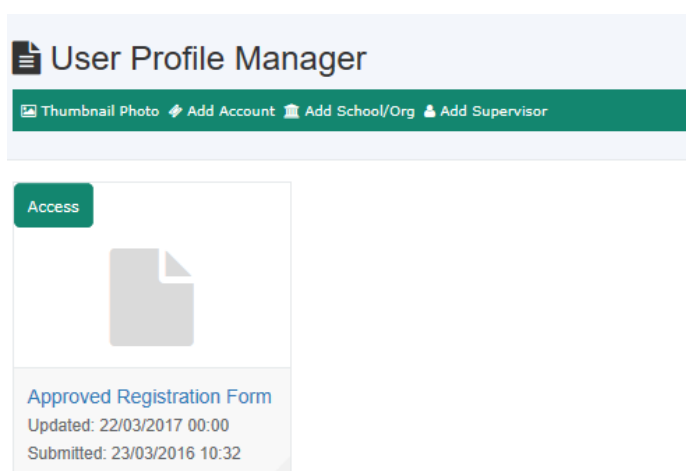 User Profile Manager
Thumbnail Photo Add Account Add School/Org Add Supervisor
Access
Approved Registration Form
Updated: 22/03/2017 00:00
Submitted: 23/03/2016 10:32